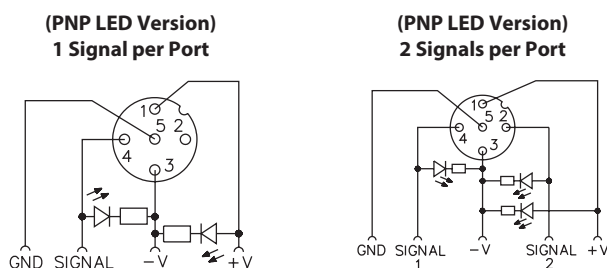 (PNP LED Version)
1 Signal per Port
1
5
2
4
3
GND SIGNAL -V +V
(PNP LED Version)
2 Signals per Port
1
5 2
4
3
GND SIGNAL 1 -V SIGNAL 2 +V